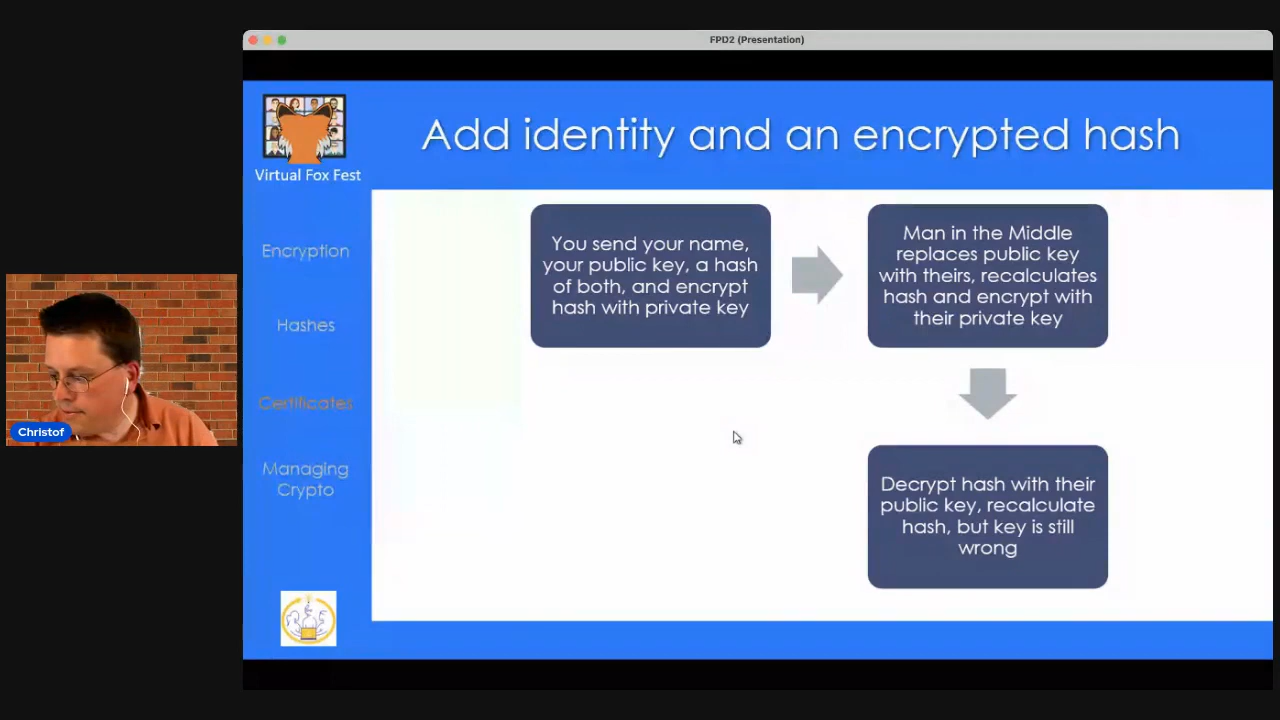 FPD2 (Presentation)
Virtual Fox Fest
Add identity and an encrypted hash
Encryption
Hashes
Certificates
Managing
Crypto
You send your name,
your public key, a hash
of both, and encrypt
hash with private key
Man in the Middle
replaces public key
with theirs, recalculates
hash and encrypt with
their private key
Decrypt hash with their
public key, recalculate
hash, but key is still
wrong
Christof